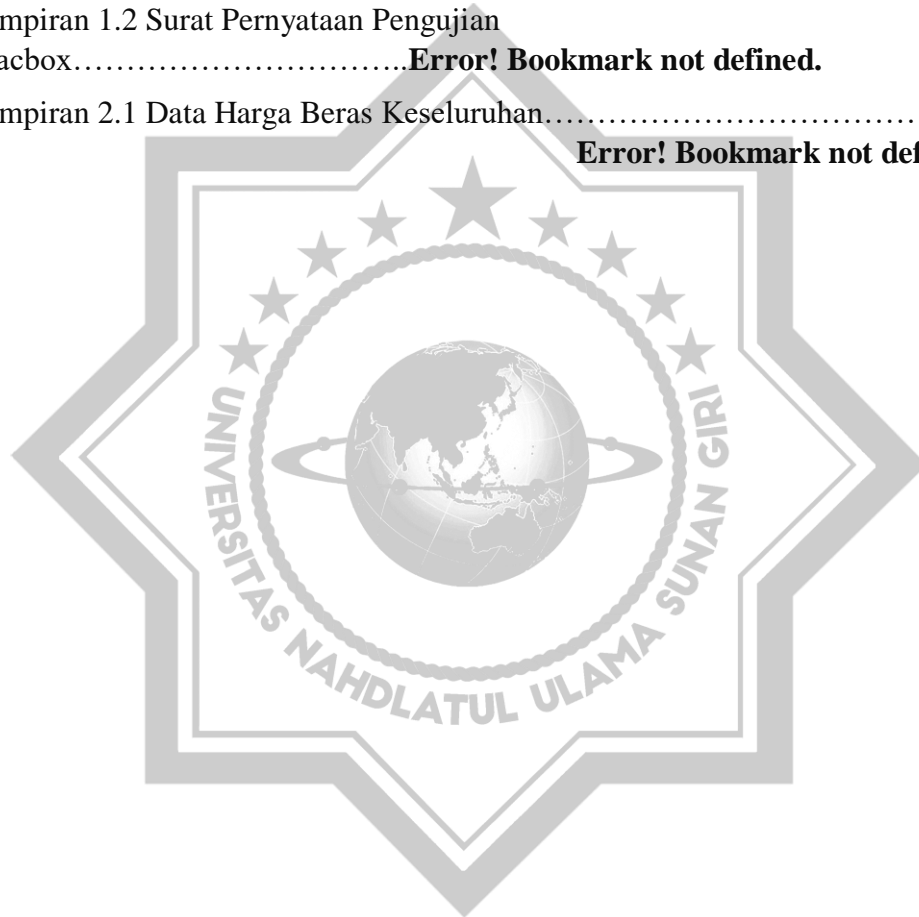 mpiran 1.2 Surat Pernyataan Pengujian
acbox…………………………..Error! Bookmark not defined.
mpiran 2.1 Data Harga Beras Keseluruhan………………………………
Error! Bookmark not def
UNIVERSITAS NAHDLATUL ULAMA SUNAN GIRI